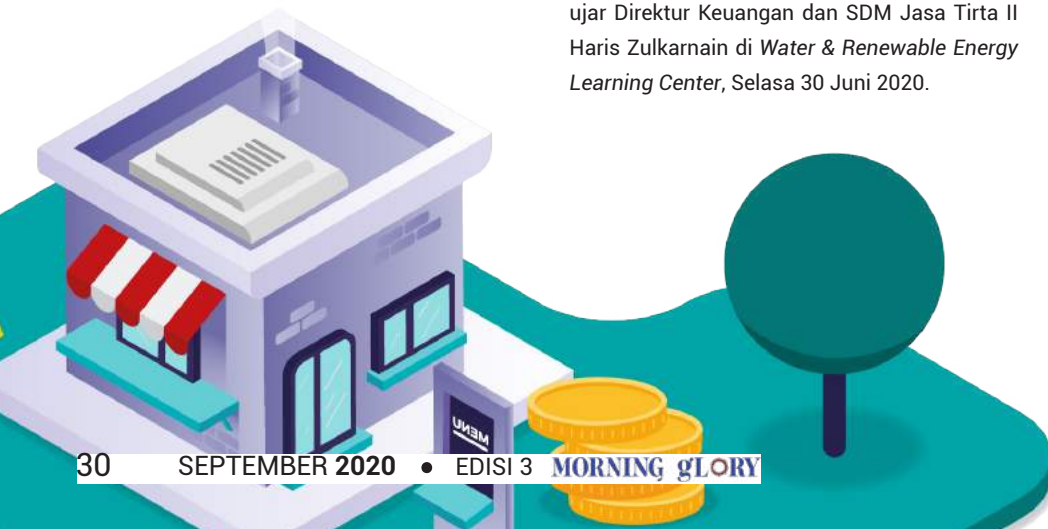 ujar Direktur Keuangan dan SDM Jasa Tirta II
Haris Zulkarnain di Water & Renewable Energy
Learning Center, Selasa 30 Juni 2020.
MENU
30 SEPTEMBER 2020 ● EDISI 3 MORNING gLORY